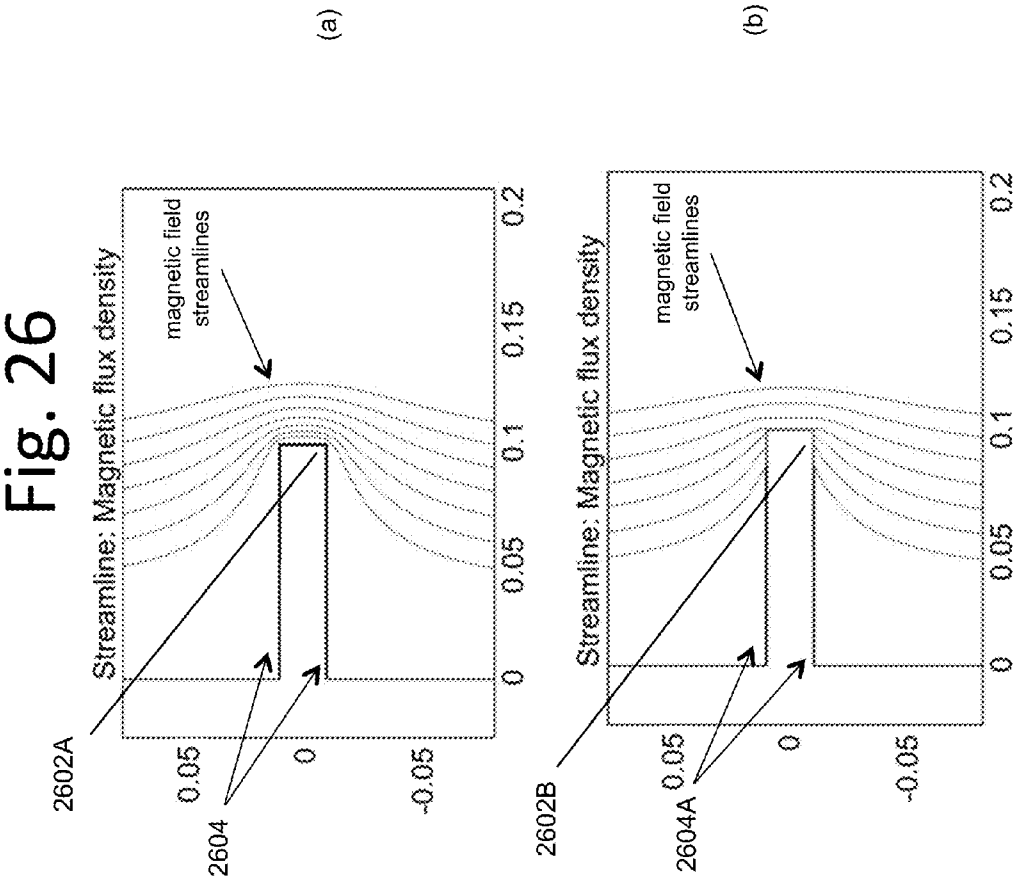 Fig. 26
Streamline: Magnetic flux density
magnetic field
streamlines
2602A
2604
0.05
0
-0.05
0
0.05
0.1
0.15
0.2
(a)
Streamline: Magnetic flux density
magnetic field
streamlines
2602B
2604A
0.05
0
-0.05
0
0.05
0.1
0.15
0.2
(b)